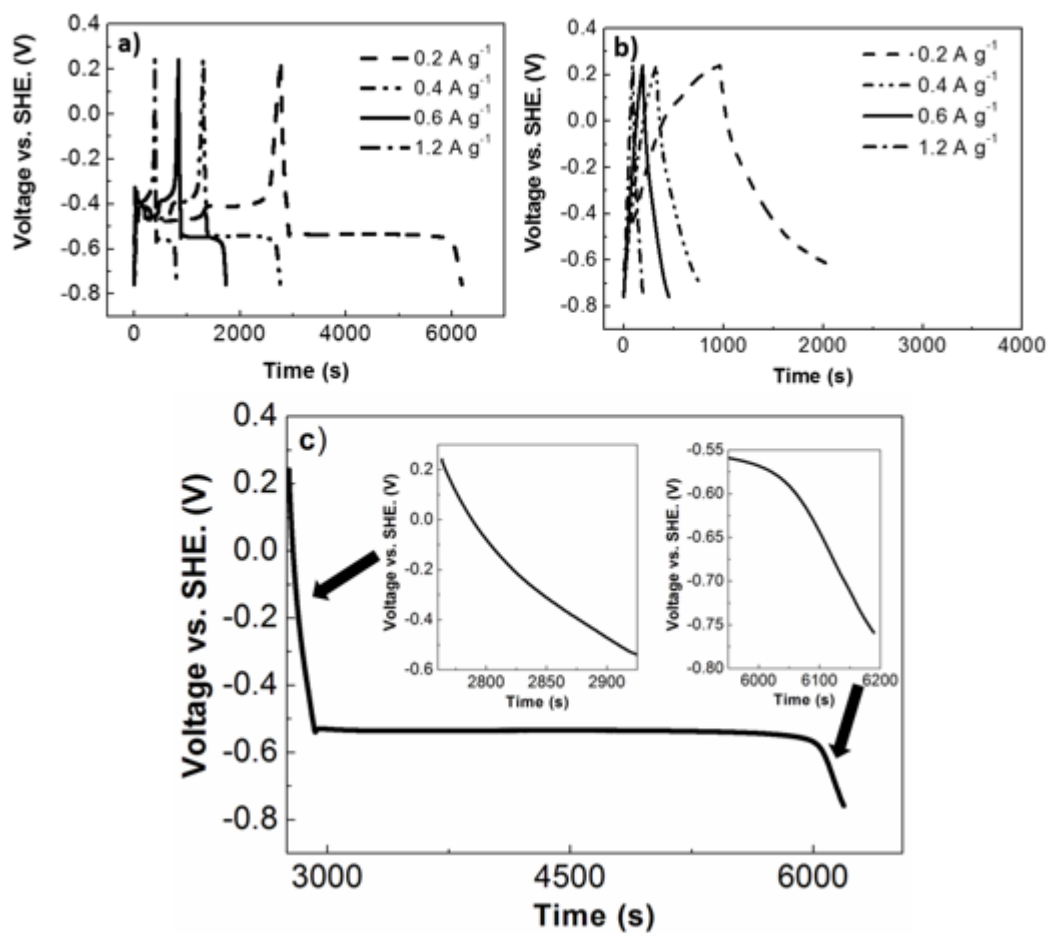 a)
0.2 A g⁻¹
0.4 A g⁻¹
0.6 A g⁻¹
1.2 A g⁻¹
Voltage vs. SHE. (V)
0.4
0.2
0.0
-0.2
-0.4
-0.6
-0.8
0 2000 4000 6000
Time (s)
b)
0.2 A g⁻¹
0.4 A g⁻¹
0.6 A g⁻¹
1.2 A g⁻¹
Voltage vs. SHE. (V)
0.4
0.2
0.0
-0.2
-0.4
-0.6
-0.8
0 1000 2000 3000 4000
Time (s)
c)
Voltage vs. SHE. (V)
0.4
0.2
0.0
-0.2
-0.4
-0.6
-0.8
3000 4500 6000
Time (s)
Voltage vs. SHE. (V)
0.2
0.0
-0.2
-0.4
-0.6
2800 2850 2900
Time (s)
Voltage vs. SHE. (V)
-0.55
-0.60
-0.65
-0.70
-0.75
-0.80
6000 6100 6200
Time (s)